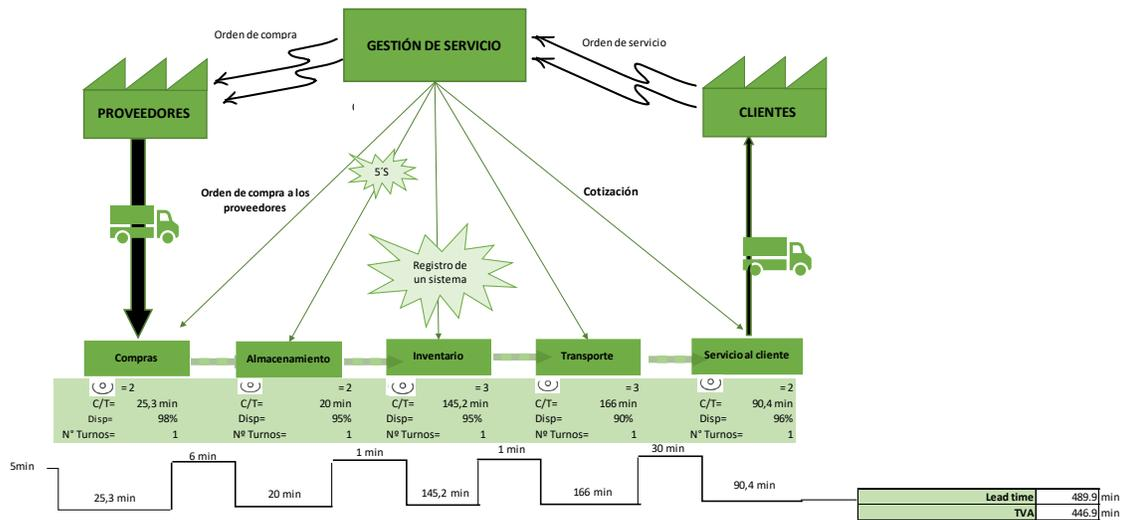 Orden de compra
GESTIÓN DE SERVICIO
Orden de servicio
PROVEEDORES
CLIENTES
5´S
Orden de compra a los
proveedores
Cotización
Registro de
un sistema
Compras
Almacenamiento
Inventario
Transporte
Servicio al cliente
= 2
= 2
= 3
= 3
= 2
C/T= 25,3 min
C/T= 20 min
C/T= 145,2 min
C/T= 166 min
C/T= 90,4 min
Disp= 98%
Disp= 95%
Disp= 95%
Disp= 90%
Disp= 96%
N° Turnos= 1
Nº Turnos= 1
Nº Turnos= 1
Nº Turnos= 1
N° Turnos= 1
5min
6 min
1 min
1 min
30 min
25,3 min
20 min
145,2 min
166 min
90,4 min
Lead time 489.9 min
TVA 446.9 min